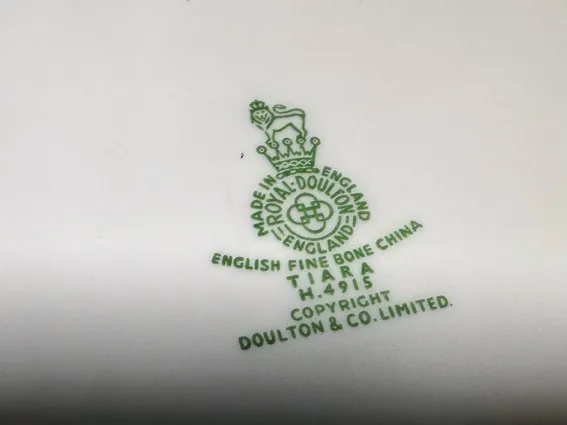 MADE IN ENGLAND
ROYAL-DOULTON
ENGLAND
ENGLISH FINE BONE CHINA
TIARA
H.4915
COPYRIGHT
DOULTON & CO. LIMITED.